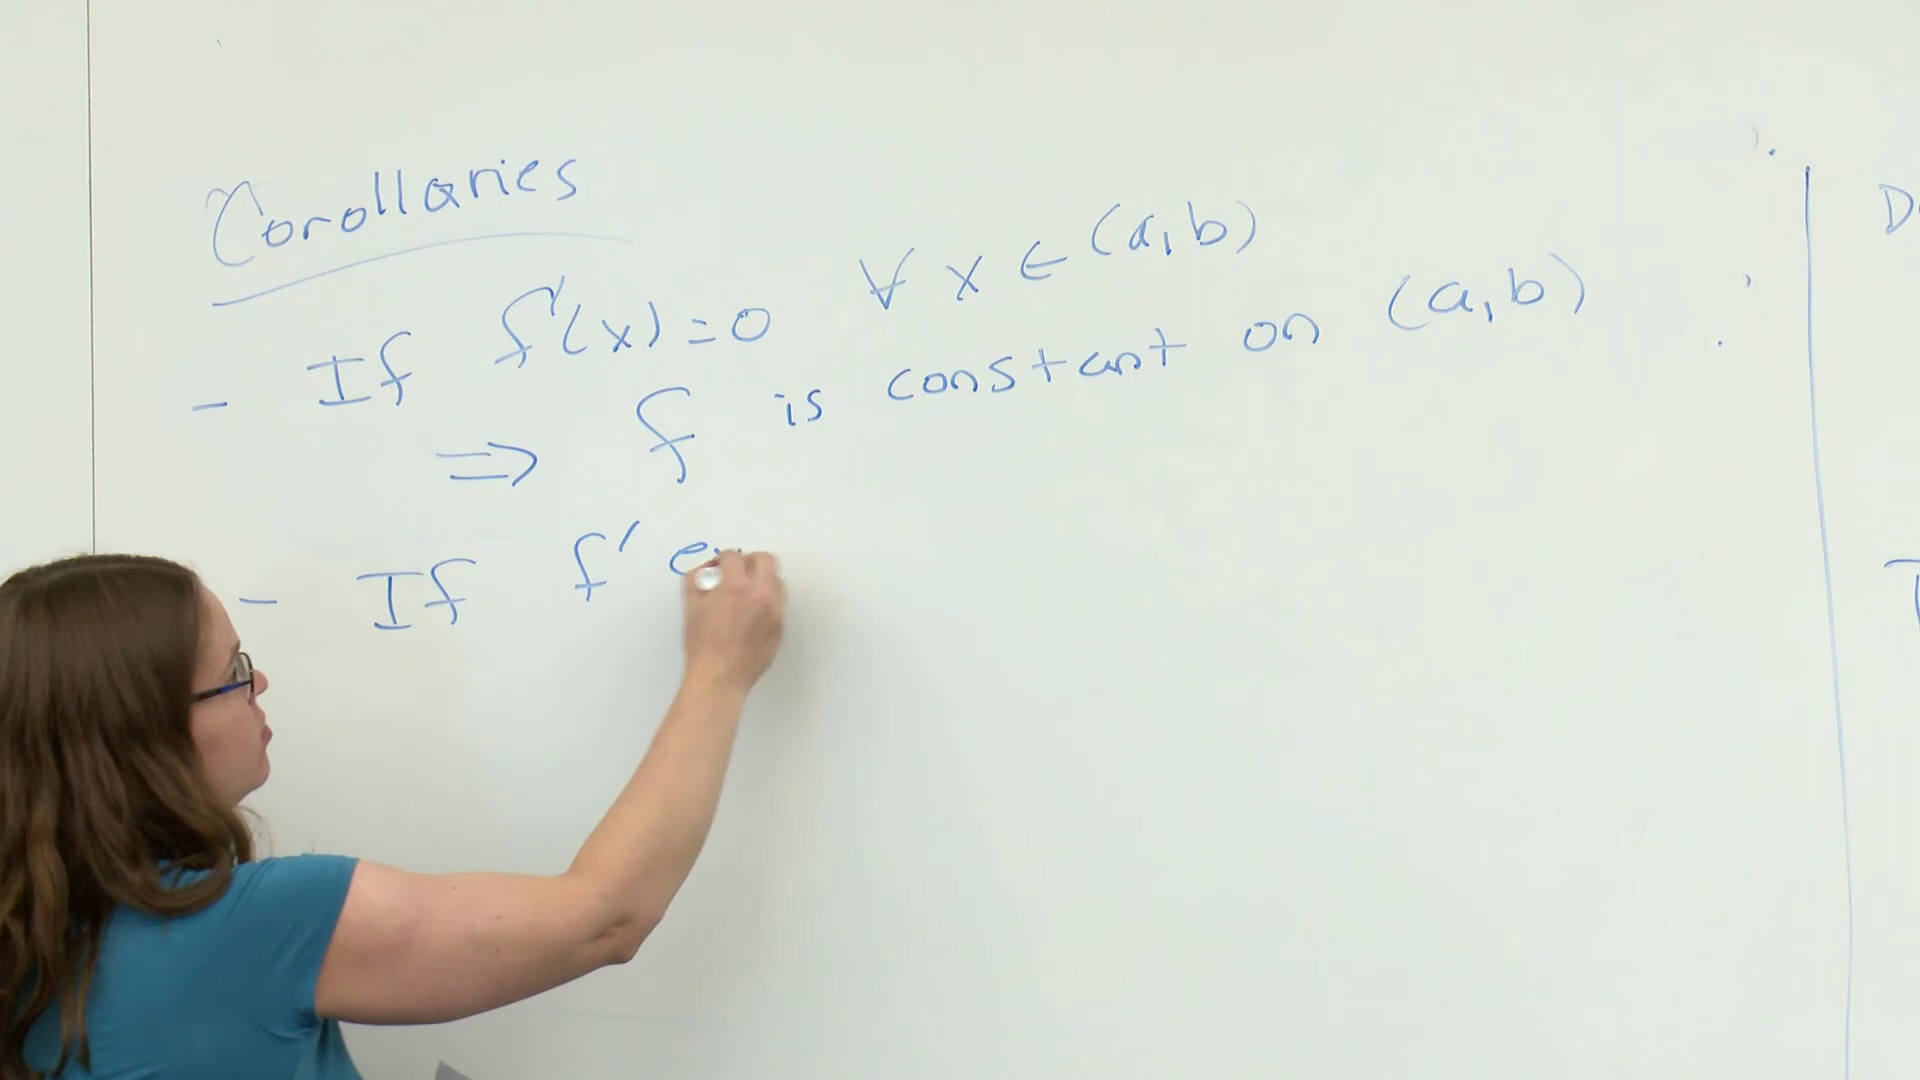 Corollaries
- If f'(x) = 0 ∀ x ∈ (a,b)
⇒ f is constant on (a,b)
- If f'